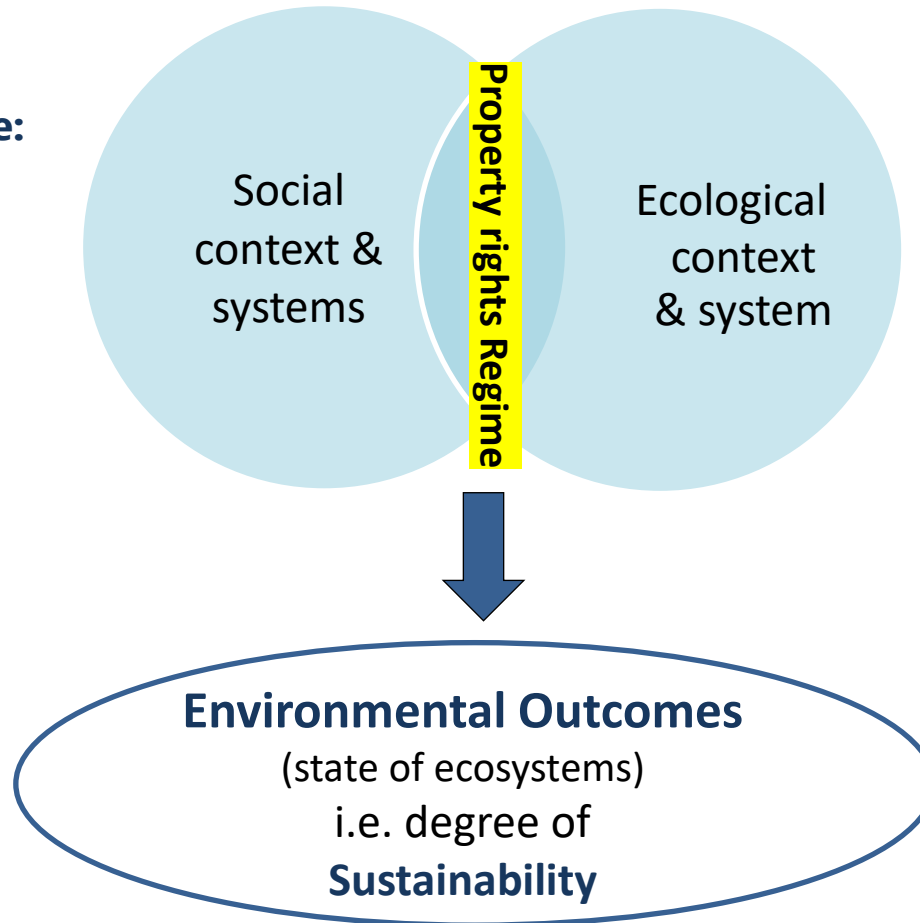 e:
Social
context &
systems
Property rights Regime
Ecological
context
& system
Environmental Outcomes
(state of ecosystems)
i.e. degree of
Sustainability